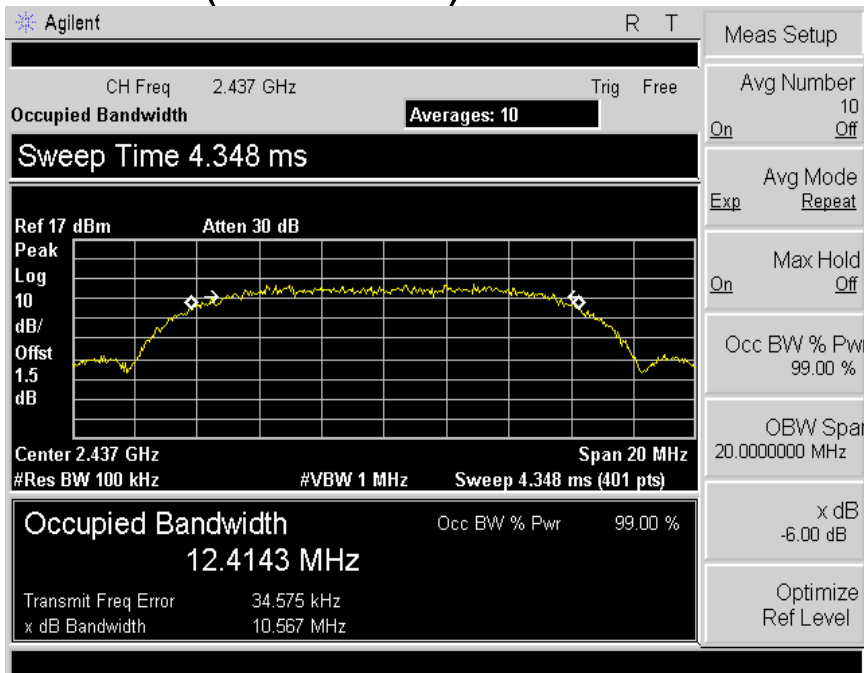 Agilent R T
Meas Setup
CH Freq 2.437 GHz Trig Free
Occupied Bandwidth Averages: 10
Sweep Time 4.348 ms
Ref 17 dBm Atten 30 dB
Peak
Log
10
dB/
Offst
1.5
dB
Center 2.437 GHz Span 20 MHz
#Res BW 100 kHz #VBW 1 MHz Sweep 4.348 ms (401 pts)
Occupied Bandwidth Occ BW % Pwr 99.00 %
12.4143 MHz
Transmit Freq Error 34.575 kHz
x dB Bandwidth 10.567 MHz
Avg Number
10
On Off
Avg Mode
Exp Repeat
Max Hold
On Off
Occ BW % Pw
99.00 %
OBW Spa
20.0000000 MHz
x dB
-6.00 dB
Optimize
Ref Level